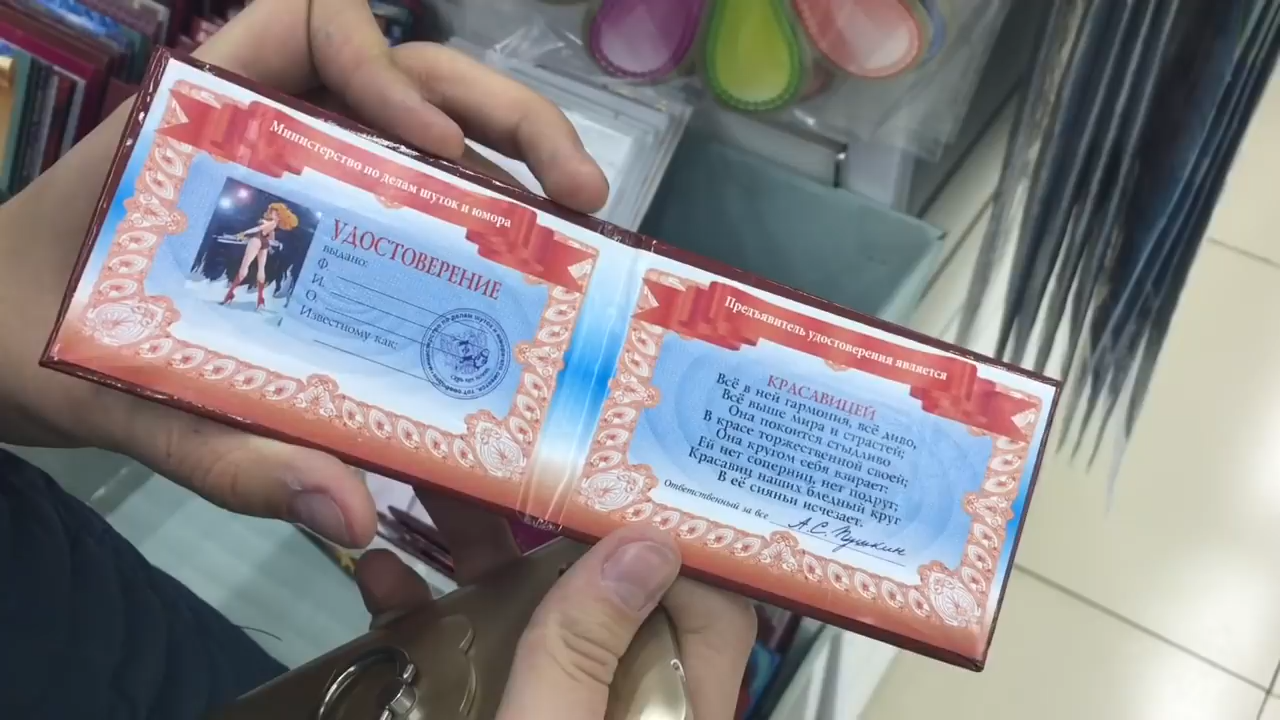 Министерство по делам шуток и юмора
УДОСТОВЕРЕНИЕ
выдано:
Ф.
И.
О.
Известному как:
Предъявитель удостоверения является
КРАСАВИЦЕЙ
Всё в ней гармония, всё диво,
Всё выше мира и страстей;
Она покоится стыдливо
В красе торжественной своей;
Она кругом себя взирает:
Ей нет соперниц, нет подруг;
Красавиц наших бледный круг
В её сияньи исчезает.
Ответственный за все А.С. Пушкин